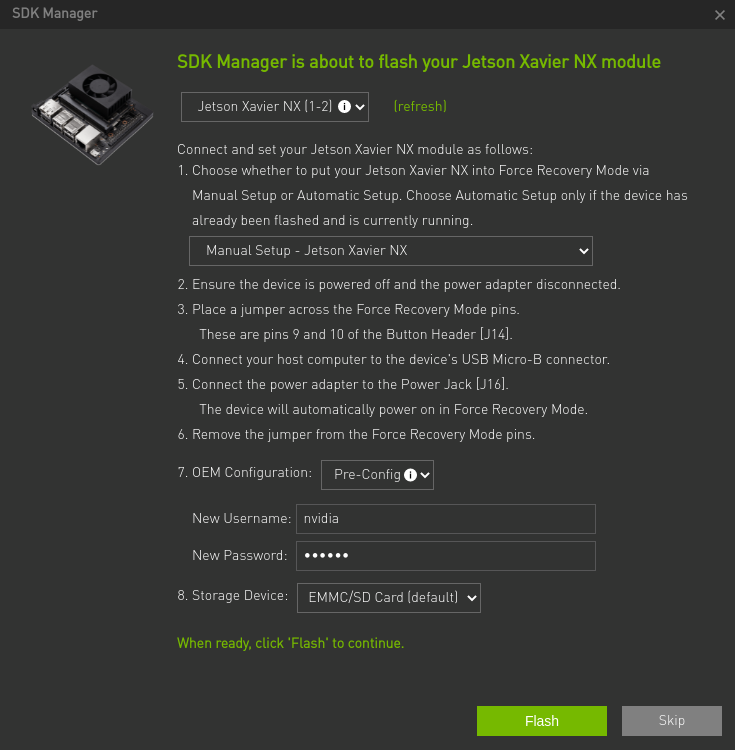 SDK Manager
SDK Manager is about to flash your Jetson Xavier NX module
Jetson Xavier NX (1-2) (refresh)
Connect and set your Jetson Xavier NX module as follows:
1. Choose whether to put your Jetson Xavier NX into Force Recovery Mode via
Manual Setup or Automatic Setup. Choose Automatic Setup only if the device has
already been flashed and is currently running.
Manual Setup - Jetson Xavier NX
2. Ensure the device is powered off and the power adapter disconnected.
3. Place a jumper across the Force Recovery Mode pins.
These are pins 9 and 10 of the Button Header [J14].
4. Connect your host computer to the device's USB Micro-B connector.
5. Connect the power adapter to the Power Jack [J16].
The device will automatically power on in Force Recovery Mode.
6. Remove the jumper from the Force Recovery Mode pins.
7. OEM Configuration: Pre-Config
New Username: nvidia
New Password: ••••••
8. Storage Device: EMMC/SD Card (default)
When ready, click 'Flash' to continue.
Flash Skip